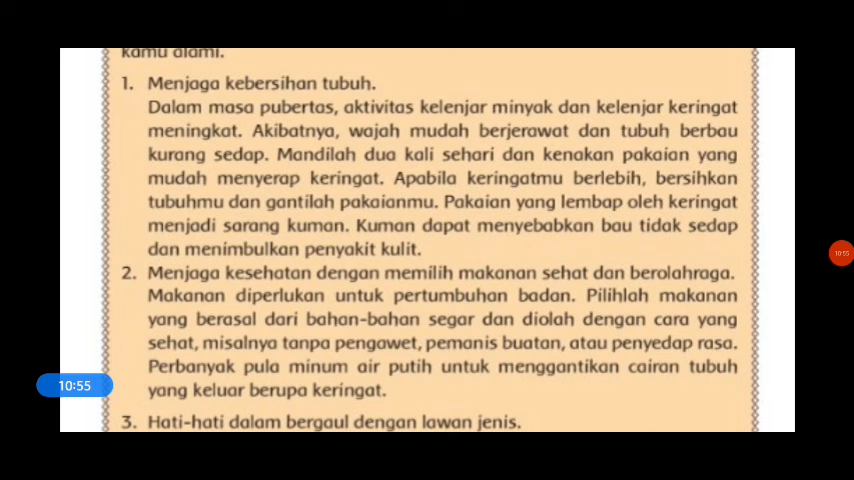 kamu alami.
1. Menjaga kebersihan tubuh.
Dalam masa pubertas, aktivitas kelenjar minyak dan kelenjar keringat
meningkat. Akibatnya, wajah mudah berjerawat dan tubuh berbau
kurang sedap. Mandilah dua kali sehari dan kenakan pakaian yang
mudah menyerap keringat. Apabila keringatmu berlebih, bersihkan
tubuhmu dan gantilah pakaianmu. Pakaian yang lembap oleh keringat
menjadi sarang kuman. Kuman dapat menyebabkan bau tidak sedap
dan menimbulkan penyakit kulit.
2. Menjaga kesehatan dengan memilih makanan sehat dan berolahraga.
Makanan diperlukan untuk pertumbuhan badan. Pilihlah makanan
yang berasal dari bahan-bahan segar dan diolah dengan cara yang
sehat, misalnya tanpa pengawet, pemanis buatan, atau penyedap rasa.
Perbanyak pula minum air putih untuk menggantikan cairan tubuh
yang keluar berupa keringat.
3. Hati-hati dalam bergaul dengan lawan jenis.
10:55
10:55